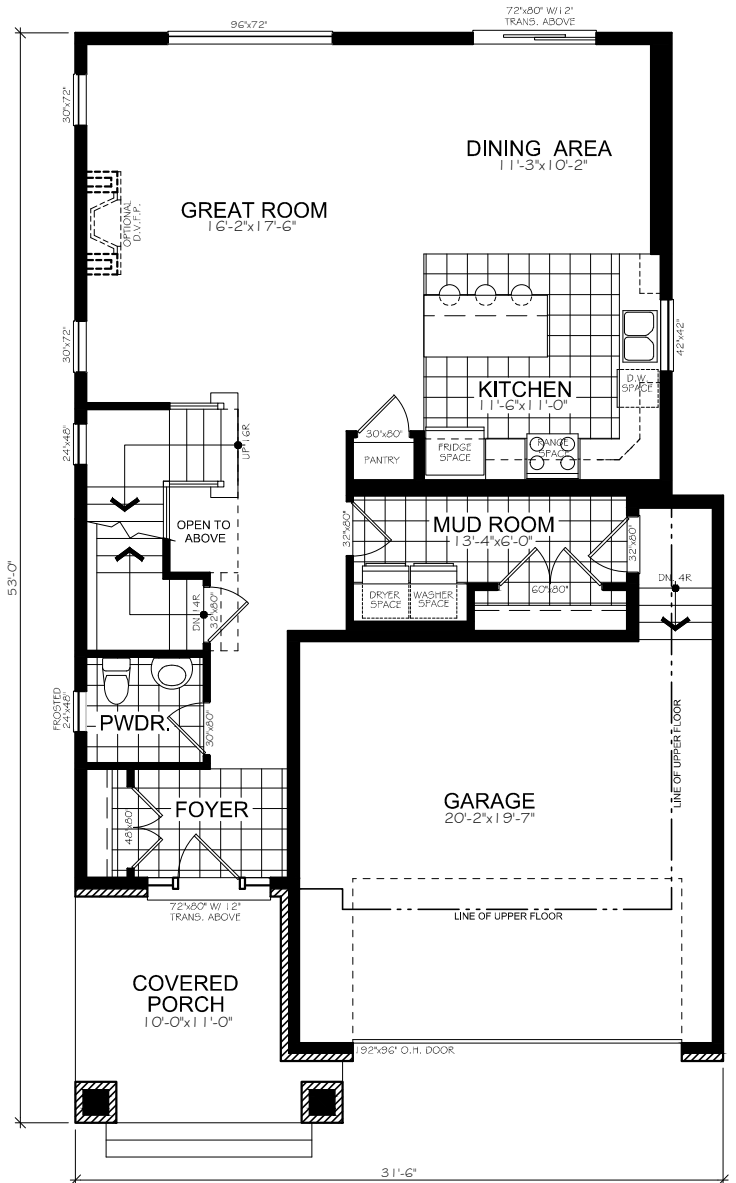 72"x80" W/12"
TRANS. ABOVE
96"x72"
30"x72"
DINING AREA
11'-3"x10'-2"
GREAT ROOM
16'-2"x17'-6"
OPTIONAL
D.V.F.P.
30"x72"
42"x42"
KITCHEN
11'-6"x11'-0"
D.W.
SPACE
24"x48"
UP 16R
30"x80"
PANTRY
FRIDGE
SPACE
RANGE
SPACE
OPEN TO
ABOVE
32"x80"
MUD ROOM
13'-4"x6'-0"
32"x80"
53'-0"
DN. 14R
32"x80"
DRYER
SPACE
WASHER
SPACE
60"x80"
DN. 4R
FROSTED
24"x48"
PWDR.
30"x80"
LINE OF UPPER FLOOR
FOYER
48"x80"
GARAGE
20'-2"x19'-7"
72"x80" W/ 12"
TRANS. ABOVE
LINE OF UPPER FLOOR
COVERED
PORCH
10'-0"x11'-0"
192"x96" O.H. DOOR
31'-6"